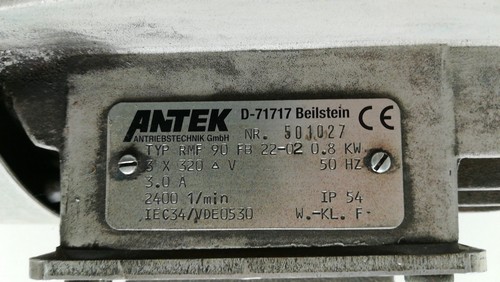 ANTEK D-71717 Beilstein CE
ANTRIEBSTECHNIK GmbH NR. 501027
TYP RMF 90 FB 22-02 0.8 KW
3 X 320 △ V 50 HZ
3.0 A
2400 1/min IP 54
IEC34/VDE0530 W.-KL. F